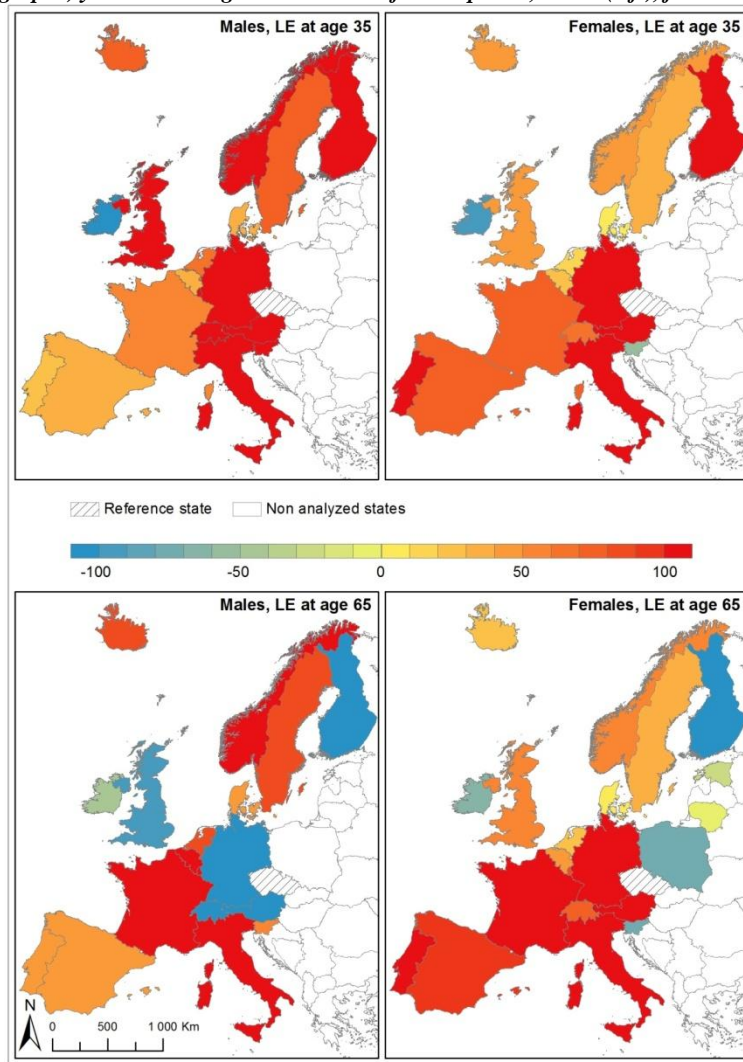 Males, LE at age 35
Females, LE at age 35
Reference state
Non analyzed states
-100 -50 0 50 100
Males, LE at age 65
Females, LE at age 65
N
0 500 1 000 Km